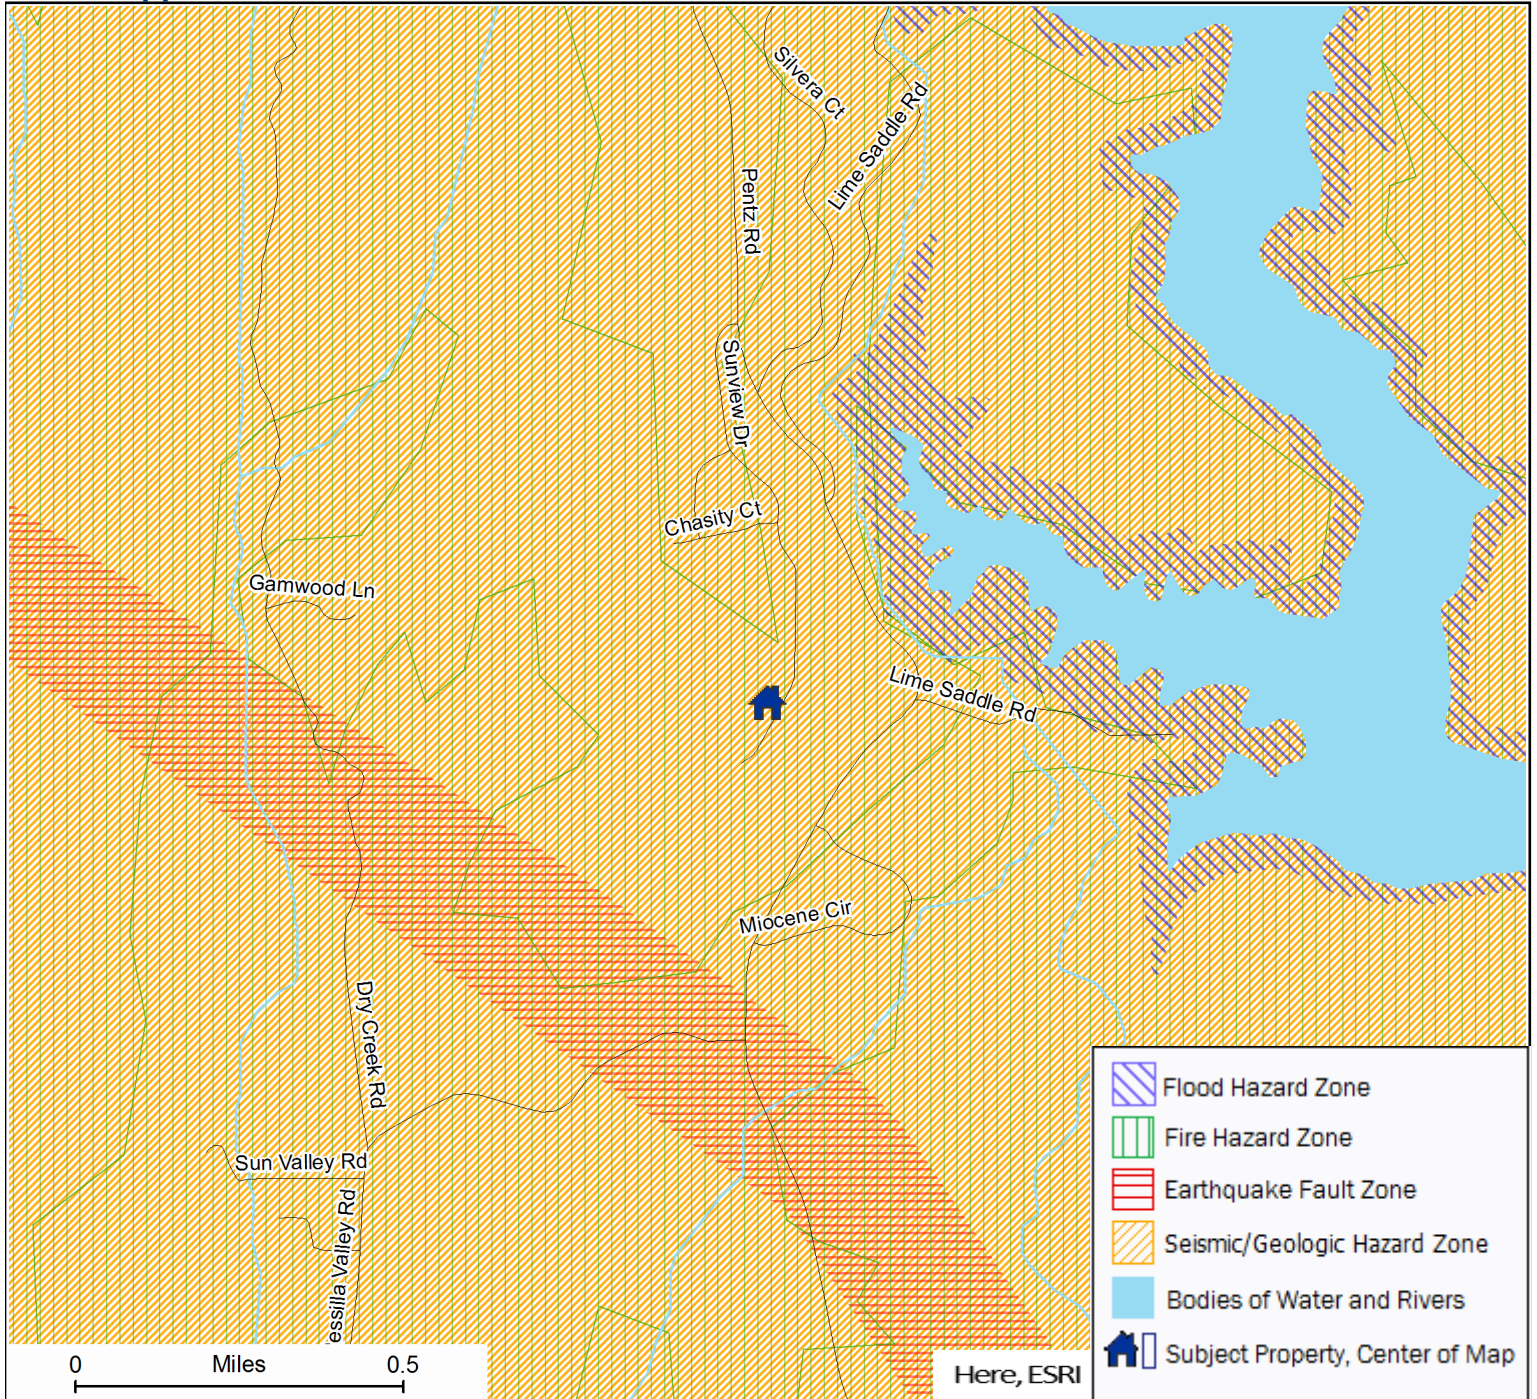 Silvera Ct
Lime Saddle Rd
Pentz Rd
Sunview Dr
Chasity Ct
Gamwood Ln
Lime Saddle Rd
Miocene Cir
Dry Creek Rd
Sun Valley Rd
essilla Valley Rd
Flood Hazard Zone
Fire Hazard Zone
Earthquake Fault Zone
Seismic/Geologic Hazard Zone
Bodies of Water and Rivers
Subject Property, Center of Map
0 Miles 0.5
Here, ESRI